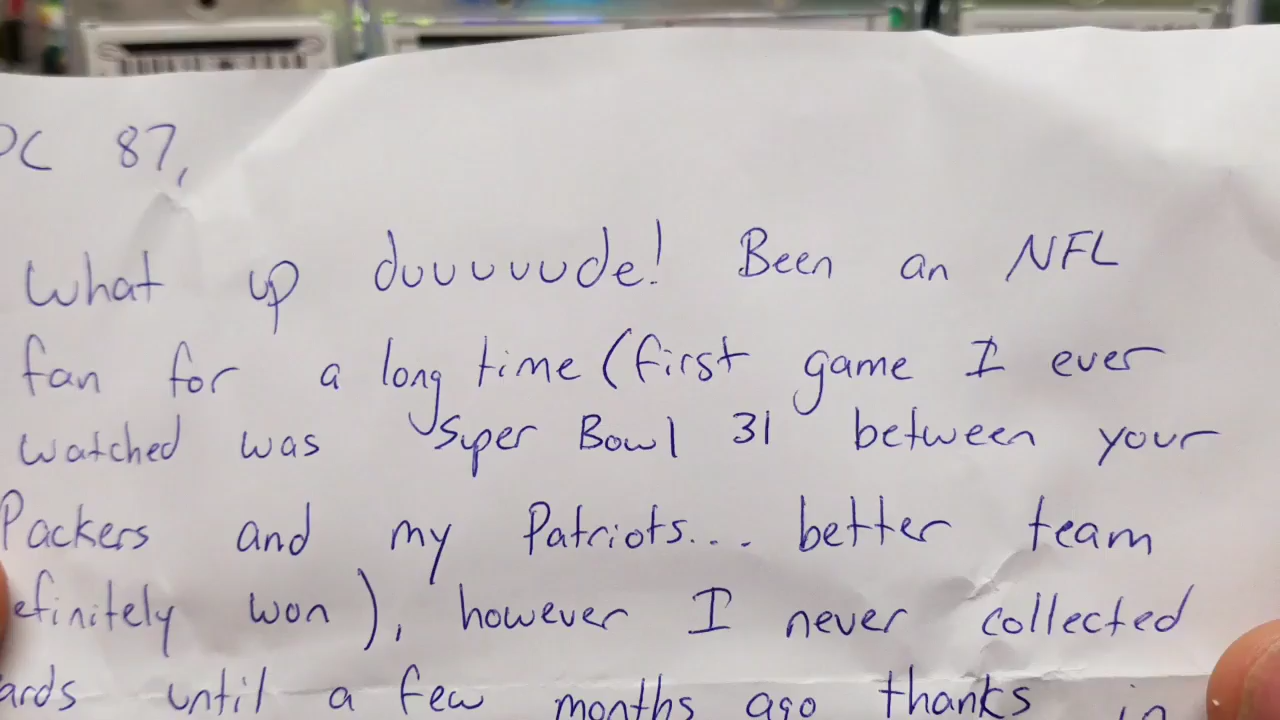 PC 87,
What up duuuuude! Been an NFL
fan for a long time (first game I ever
watched was Super Bowl 31 between your
Packers and my Patriots... better team
efinitely won), however I never collected
ards until a few months ago thanks in